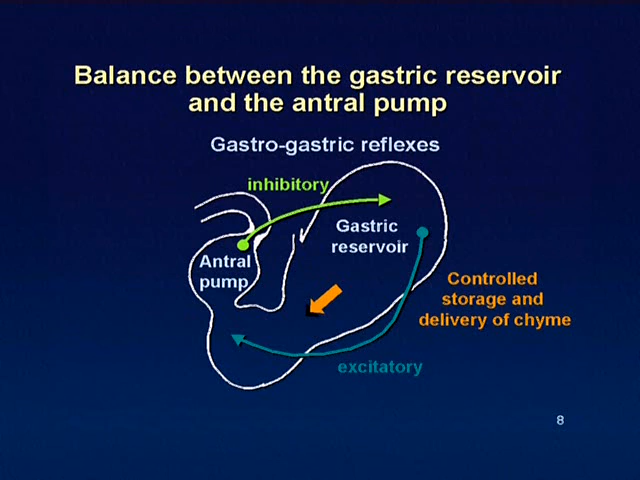 Balance between the gastric reservoir
and the antral pump
Gastro-gastric reflexes
inhibitory
Gastric
reservoir
Antral
pump
Controlled
storage and
delivery of chyme
excitatory
8